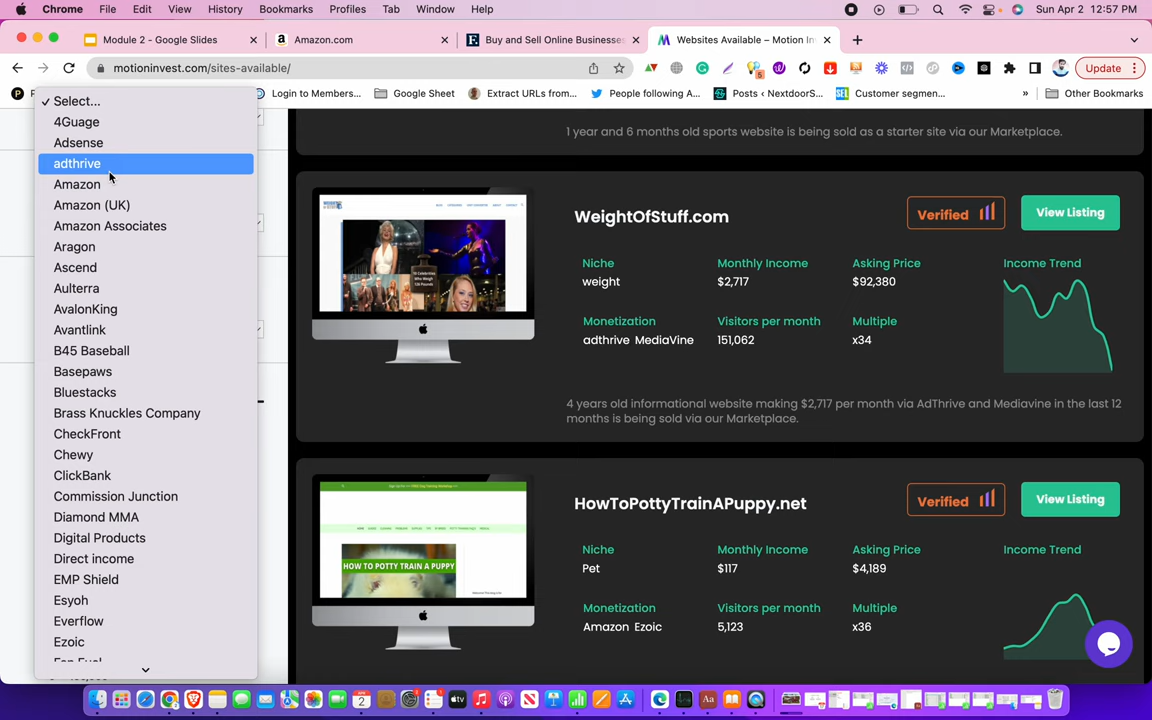 Chrome File Edit View History Bookmarks Profiles Tab Window Help Sun Apr 2 12:57 PM
Module 2 - Google Slides Amazon.com Buy and Sell Online Businesses Websites Available – Motion In
motioninvest.com/sites-available/ Update
Login to Members... Google Sheet Extract URLs from... People following A... Posts ‹ NextdoorS... Customer segmen... » Other Bookmarks
✓ Select...
4Guage
Adsense
adthrive
Amazon
Amazon (UK)
Amazon Associates
Aragon
Ascend
Aulterra
AvalonKing
Avantlink
B45 Baseball
Basepaws
Bluestacks
Brass Knuckles Company
CheckFront
Chewy
ClickBank
Commission Junction
Diamond MMA
Digital Products
Direct income
EMP Shield
Esyoh
Everflow
Ezoic
1 year and 6 months old sports website is being sold as a starter site via our Marketplace.
WeightOfStuff.com Verified View Listing
Niche Monthly Income Asking Price Income Trend
weight $2,717 $92,380
Monetization Visitors per month Multiple
adthrive MediaVine 151,062 x34
4 years old informational website making $2,717 per month via AdThrive and Mediavine in the last 12
months is being sold via our Marketplace.
HOW TO POTTY TRAIN A PUPPY
HowToPottyTrainAPuppy.net Verified View Listing
Niche Monthly Income Asking Price Income Trend
Pet $117 $4,189
Monetization Visitors per month Multiple
Amazon Ezoic 5,123 x36